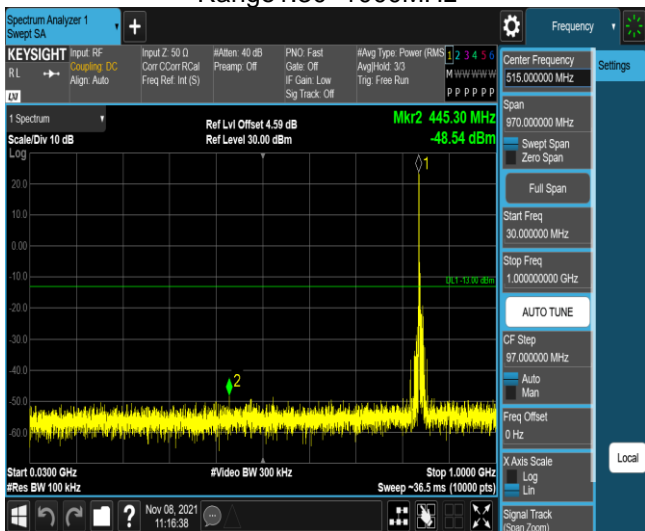 Spectrum Analyzer 1
Swept SA
+
Frequency
KEYSIGHT
RL
LXI
Input: RF
Coupling: DC
Align: Auto
Input Z: 50 Ω
Corr CCorr RCal
Freq Ref: Int (S)
#Atten: 40 dB
Preamp: Off
PNO: Fast
Gate: Off
IF Gain: Low
Sig Track: Off
#Avg Type: Power (RMS
Avg|Hold: 3/3
Trig: Free Run
1 2 3 4 5 6
M W W W W W
P P P P P P
1 Spectrum
Scale/Div 10 dB
Log
Ref Lvl Offset 4.59 dB
Ref Level 30.00 dBm
Mkr2 445.30 MHz
-48.54 dBm
1
20.0
10.0
0.00
-10.0
DL1 -13.00 dBm
-20.0
-30.0
-40.0
2
-50.0
-60.0
Start 0.0300 GHz
#Res BW 100 kHz
#Video BW 300 kHz
Stop 1.0000 GHz
Sweep ~36.5 ms (10000 pts)
Nov 08, 2021
11:16:38
?
Center Frequency
515.000000 MHz
Settings
Span
970.000000 MHz
Swept Span
Zero Span
Full Span
Start Freq
30.000000 MHz
Stop Freq
1.000000000 GHz
AUTO TUNE
CF Step
97.000000 MHz
Auto
Man
Freq Offset
0 Hz
X Axis Scale
Log
Lin
Local
Signal Track
(Span Zoom)